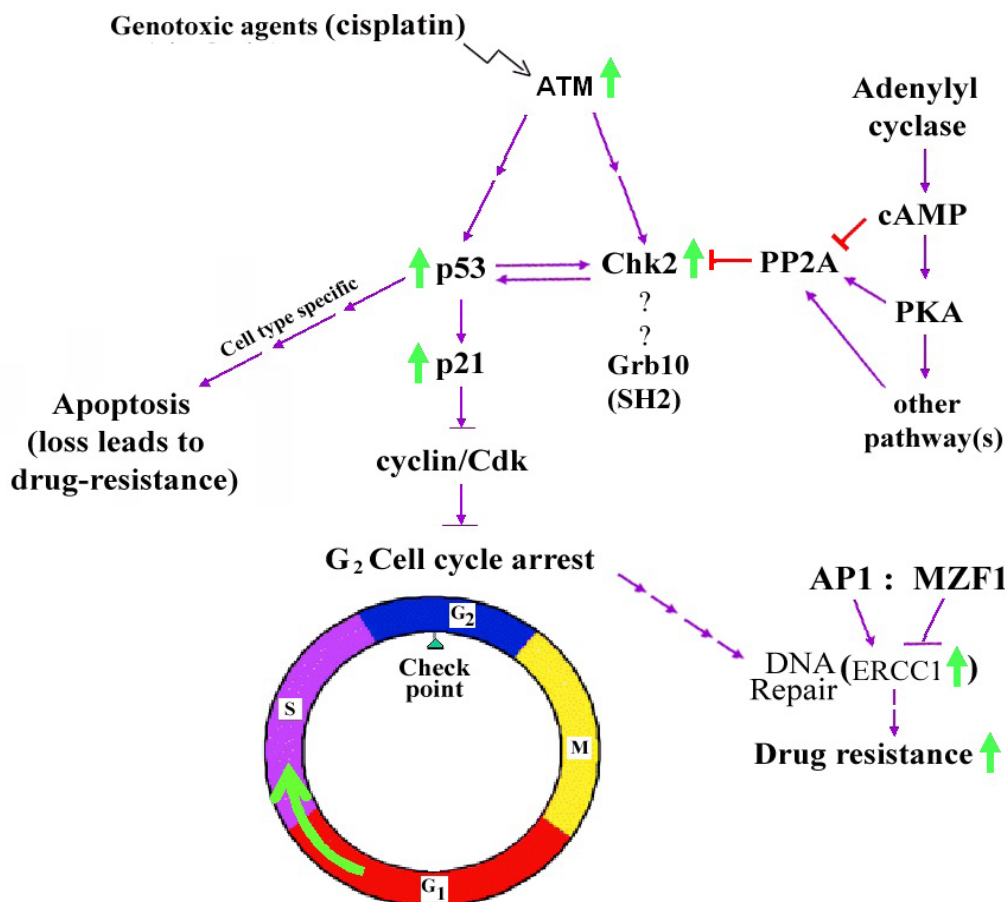 Genotoxic agents (cisplatin)
ATM
Adenylyl
cyclase
cAMP
p53
Chk2
PP2A
PKA
Cell type specific
?
?
p21
Grb10
(SH2)
other
pathway(s)
Apoptosis
(loss leads to
drug-resistance)
cyclin/Cdk
G₂ Cell cycle arrest
AP1 : MZF1
G₂
Check
point
DNA (ERCC1 )
Repair
S
M
Drug resistance
G₁